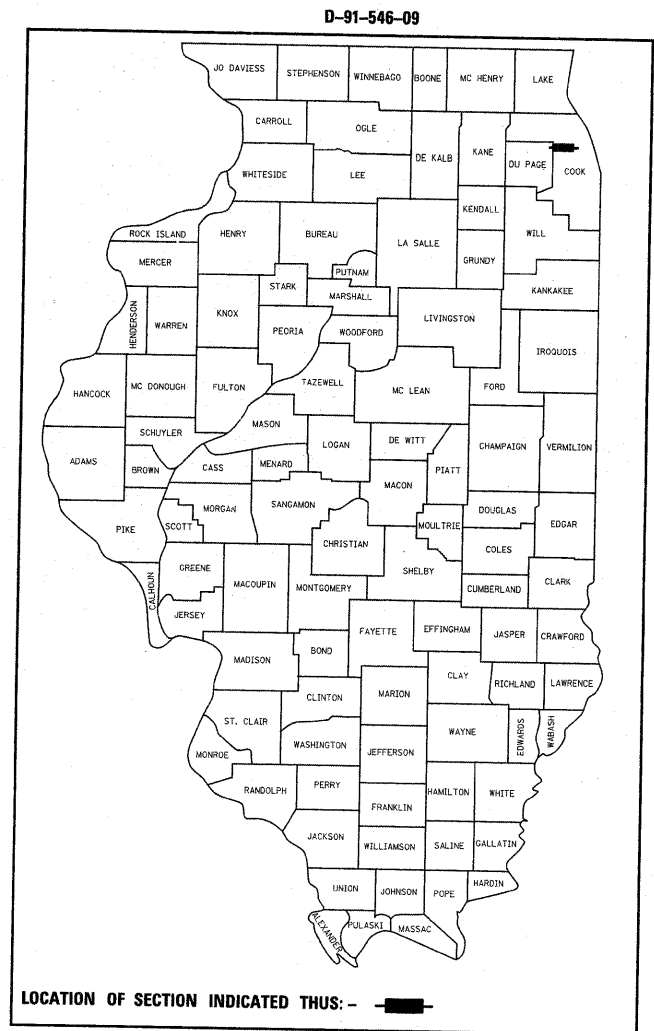 D-91-546-09
JO DAVIESS STEPHENSON WINNEBAGO BOONE MC HENRY LAKE
CARROLL OGLE DE KALB KANE DU PAGE COOK
WHITESIDE LEE
KENDALL
ROCK ISLAND HENRY BUREAU LA SALLE WILL
MERCER PUTNAM GRUNDY
STARK MARSHALL KANKAKEE
HENDERSON WARREN KNOX PEORIA WOODFORD LIVINGSTON
IROQUOIS
HANCOCK MC DONOUGH FULTON TAZEWELL MC LEAN FORD
MASON
SCHUYLER LOGAN DE WITT CHAMPAIGN VERMILION
ADAMS BROWN CASS MENARD MACON PIATT
PIKE SCOTT MORGAN SANGAMON MOULTRIE DOUGLAS EDGAR
CHRISTIAN COLES
CALHOUN GREENE MACOUPIN MONTGOMERY SHELBY CUMBERLAND CLARK
JERSEY
MADISON BOND FAYETTE EFFINGHAM JASPER CRAWFORD
CLINTON MARION CLAY RICHLAND LAWRENCE
ST. CLAIR WASHINGTON JEFFERSON WAYNE EDWARDS WABASH
MONROE
RANDOLPH PERRY FRANKLIN HAMILTON WHITE
JACKSON WILLIAMSON SALINE GALLATIN
UNION JOHNSON POPE HARDIN
ALEXANDER PULASKI MASSAC
LOCATION OF SECTION INDICATED THUS: -